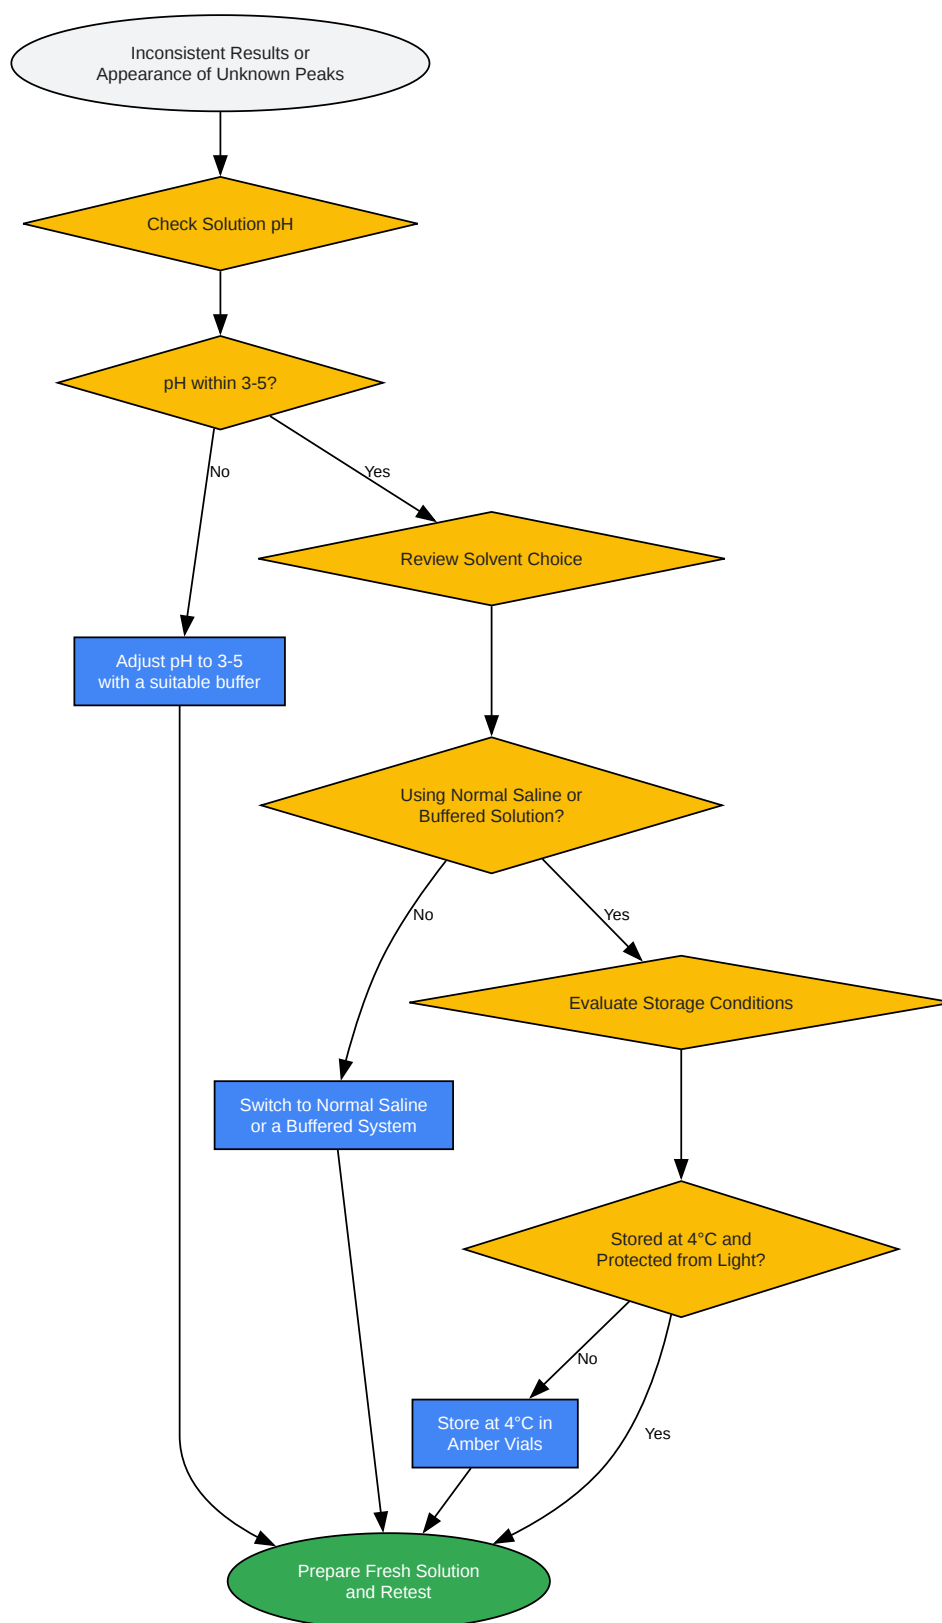 Inconsistent Results or
Appearance of Unknown Peaks
Check Solution pH
pH within 3-5?
No
Yes
Review Solvent Choice
Adjust pH to 3-5
with a suitable buffer
Using Normal Saline or
Buffered Solution?
No
Yes
Evaluate Storage Conditions
Switch to Normal Saline
or a Buffered System
Stored at 4°C and
Protected from Light?
No
Store at 4°C in
Amber Vials
Yes
Prepare Fresh Solution
and Retest